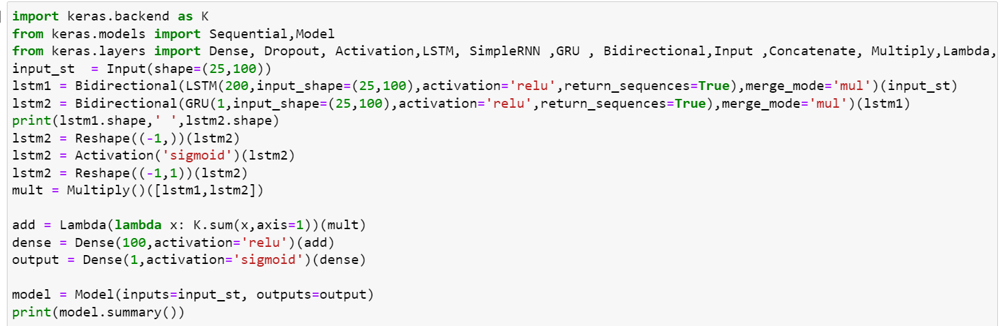 import keras.backend as K
from keras.models import Sequential,Model
from keras.layers import Dense, Dropout, Activation,LSTM, SimpleRNN ,GRU , Bidirectional,Input ,Concatenate, Multiply,Lambda,
input_st  = Input(shape=(25,100))
lstm1 = Bidirectional(LSTM(200,input_shape=(25,100),activation='relu',return_sequences=True),merge_mode='mul')(input_st)
lstm2 = Bidirectional(GRU(1,input_shape=(25,100),activation='relu',return_sequences=True),merge_mode='mul')(lstm1)
print(lstm1.shape,' ',lstm2.shape)
lstm2 = Reshape((-1,))(lstm2)
lstm2 = Activation('sigmoid')(lstm2)
lstm2 = Reshape((-1,1))(lstm2)
mult = Multiply()([lstm1,lstm2])

add = Lambda(lambda x: K.sum(x,axis=1))(mult)
dense = Dense(100,activation='relu')(add)
output = Dense(1,activation='sigmoid')(dense)

model = Model(inputs=input_st, outputs=output)
print(model.summary())